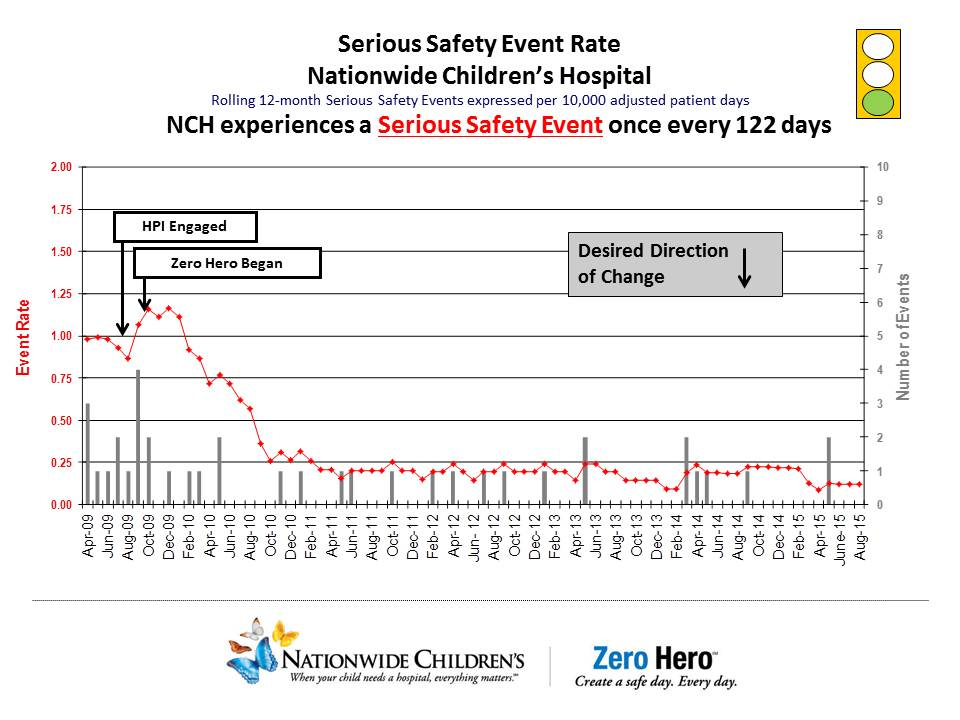 Serious Safety Event Rate
Nationwide Children's Hospital
Rolling 12-month Serious Safety Events expressed per 10,000 adjusted patient days
NCH experiences a Serious Safety Event once every 122 days
2.00
1.75
1.50
1.25
1.00
0.75
0.50
0.25
0.00
Event Rate
HPI Engaged
Zero Hero Began
Desired Direction
of Change
10
9
8
7
6
5
4
3
2
1
0
Number of Events
Apr-09
Jun-09
Aug-09
Oct-09
Dec-09
Feb-10
Apr-10
Jun-10
Aug-10
Oct-10
Dec-10
Feb-11
Apr-11
Jun-11
Aug-11
Oct-11
Dec-11
Feb-12
Apr-12
Jun-12
Aug-12
Oct-12
Dec-12
Feb-13
Apr-13
Jun-13
Aug-13
Oct-13
Dec-13
Feb-14
Apr-14
Jun-14
Aug-14
Oct-14
Dec-14
Feb-15
Apr-15
June-15
Aug-15
Nationwide Children's
When your child needs a hospital, everything matters.℠
Zero Hero™
Create a safe day. Every day.